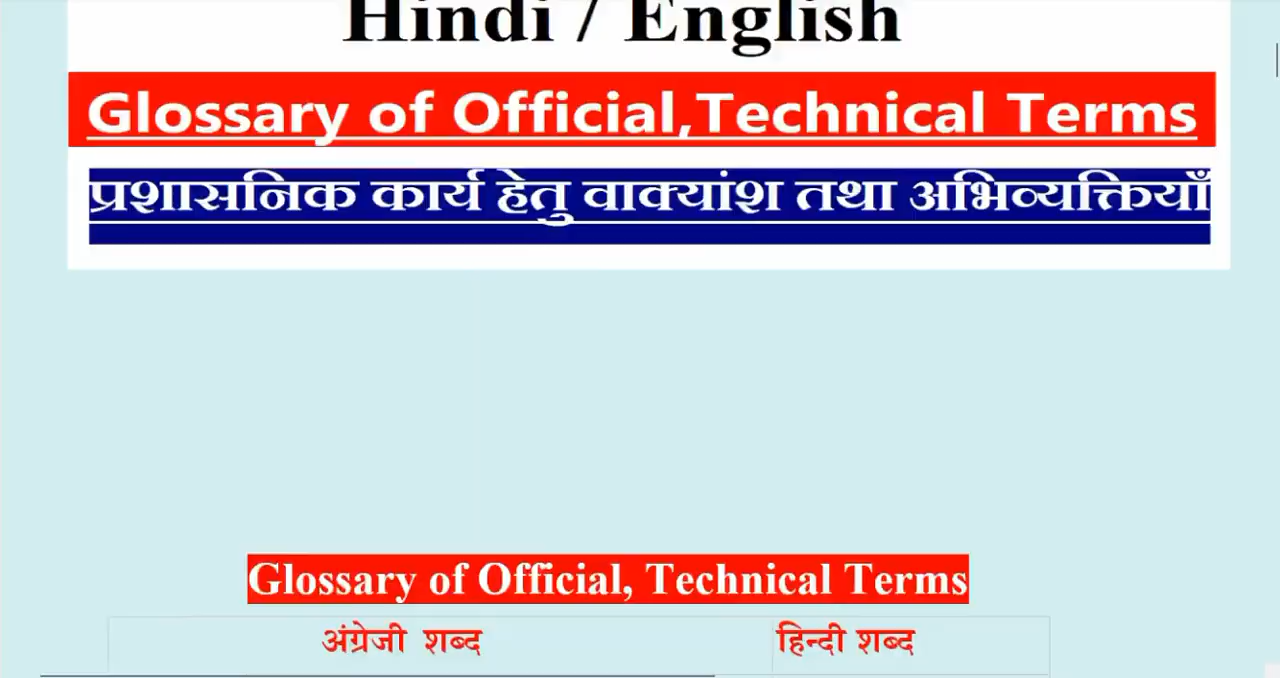 Hindi / English
Glossary of Official,Technical Terms
प्रशासनिक कार्य हेतु वाक्यांश तथा अभिव्यक्तियाँ
Glossary of Official, Technical Terms
अंग्रेजी शब्द हिन्दी शब्द